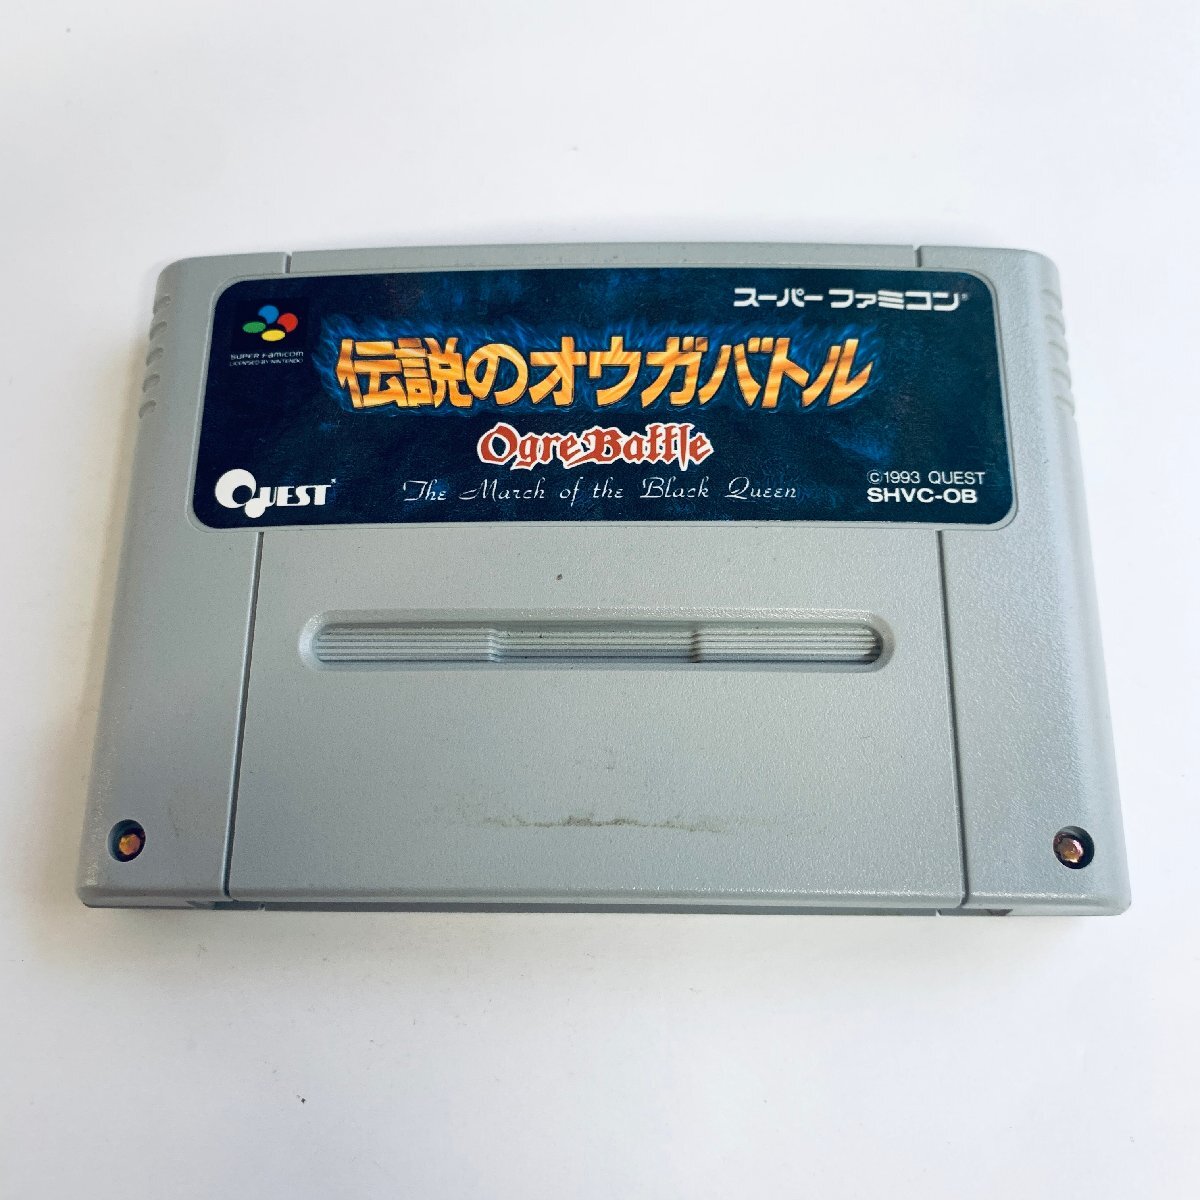 スーパーファミコン
SUPER Famicom
LICENSED BY NINTENDO
伝説のオウガバトル
Ogre Battle
The March of the Black Queen
QUEST
©1993 QUEST
SHVC-OB